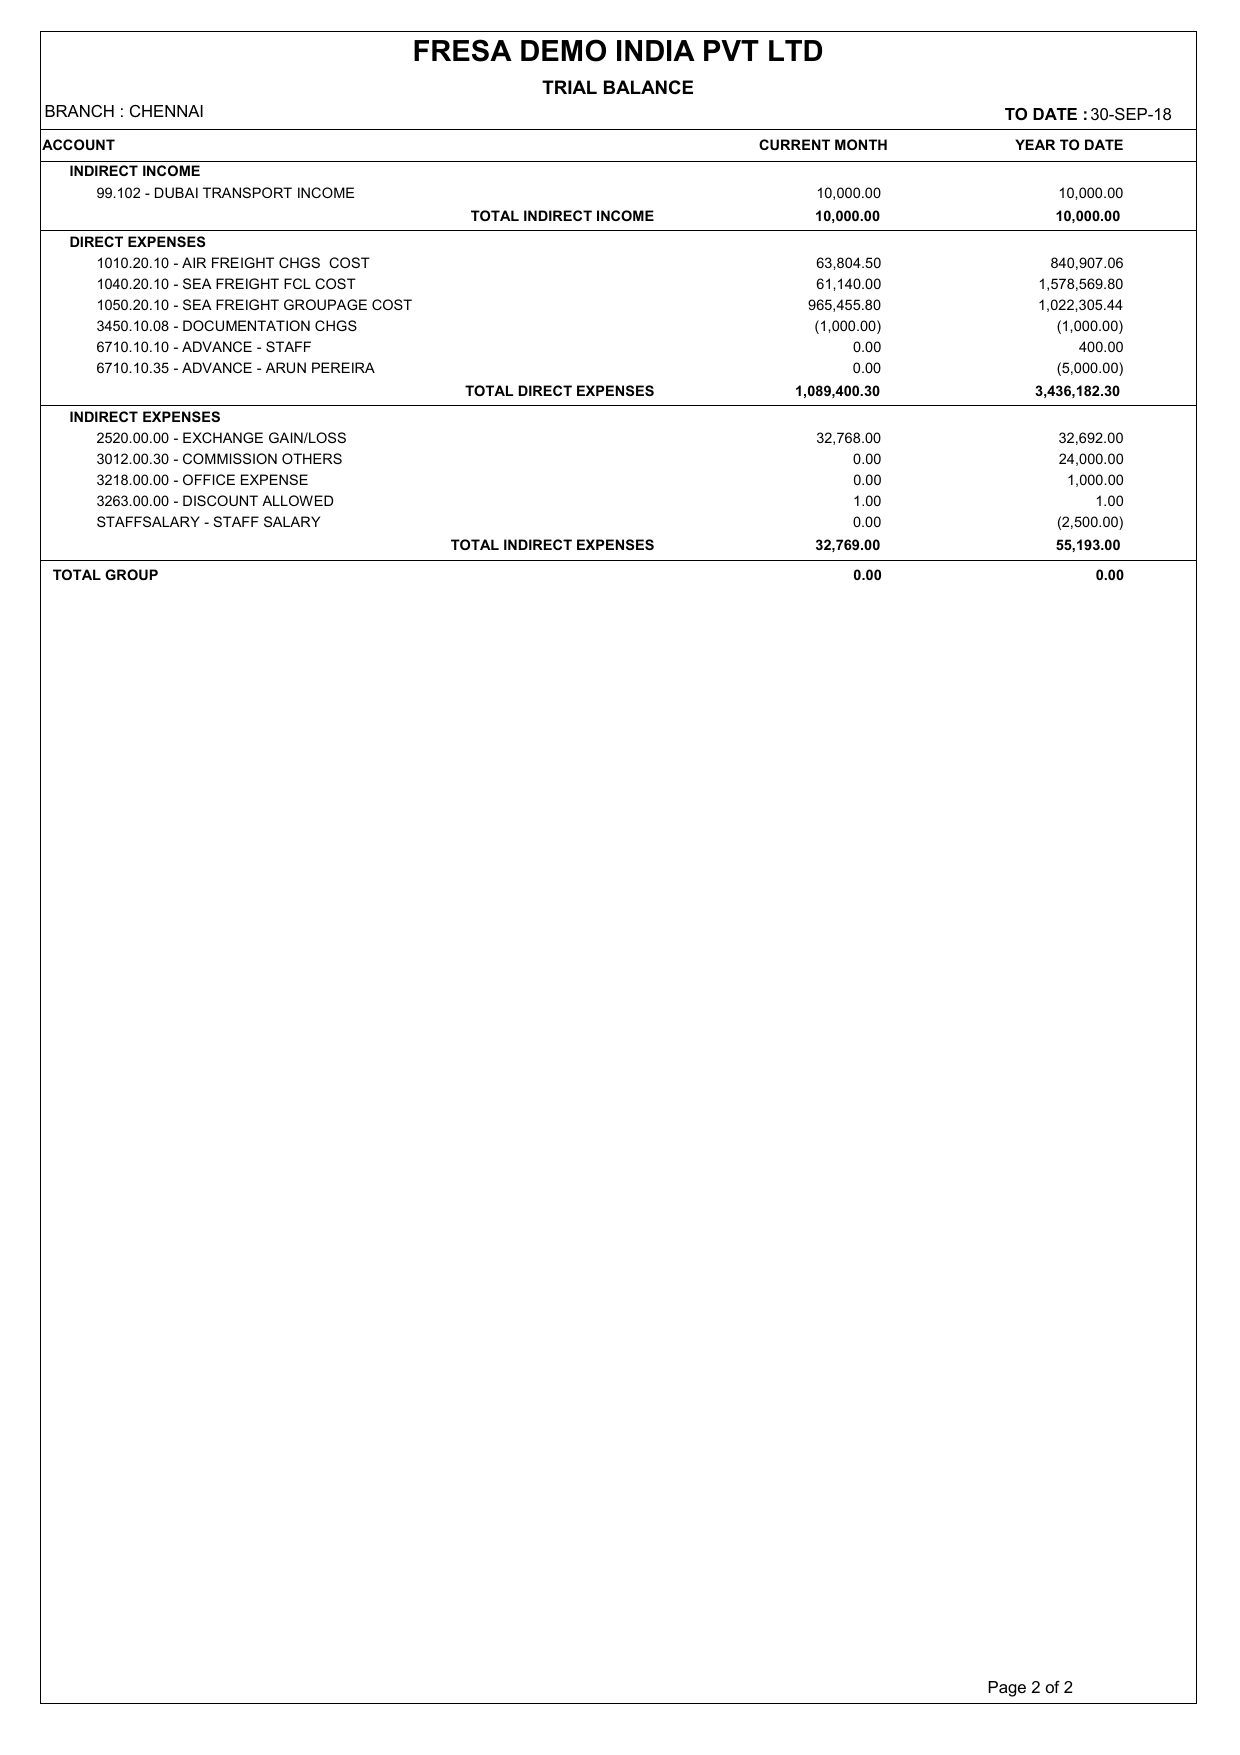 FRESA DEMO INDIA PVT LTD
TRIAL BALANCE
BRANCH : CHENNAI TO DATE : 30-SEP-18
ACCOUNT CURRENT MONTH YEAR TO DATE
INDIRECT INCOME
99.102 - DUBAI TRANSPORT INCOME 10,000.00 10,000.00
TOTAL INDIRECT INCOME 10,000.00 10,000.00
DIRECT EXPENSES
1010.20.10 - AIR FREIGHT CHGS  COST 63,804.50 840,907.06
1040.20.10 - SEA FREIGHT FCL COST 61,140.00 1,578,569.80
1050.20.10 - SEA FREIGHT GROUPAGE COST 965,455.80 1,022,305.44
3450.10.08 - DOCUMENTATION CHGS (1,000.00) (1,000.00)
6710.10.10 - ADVANCE - STAFF 0.00 400.00
6710.10.35 - ADVANCE - ARUN PEREIRA 0.00 (5,000.00)
TOTAL DIRECT EXPENSES 1,089,400.30 3,436,182.30
INDIRECT EXPENSES
2520.00.00 - EXCHANGE GAIN/LOSS 32,768.00 32,692.00
3012.00.30 - COMMISSION OTHERS 0.00 24,000.00
3218.00.00 - OFFICE EXPENSE 0.00 1,000.00
3263.00.00 - DISCOUNT ALLOWED 1.00 1.00
STAFFSALARY - STAFF SALARY 0.00 (2,500.00)
TOTAL INDIRECT EXPENSES 32,769.00 55,193.00
TOTAL GROUP 0.00 0.00
Page 2 of 2